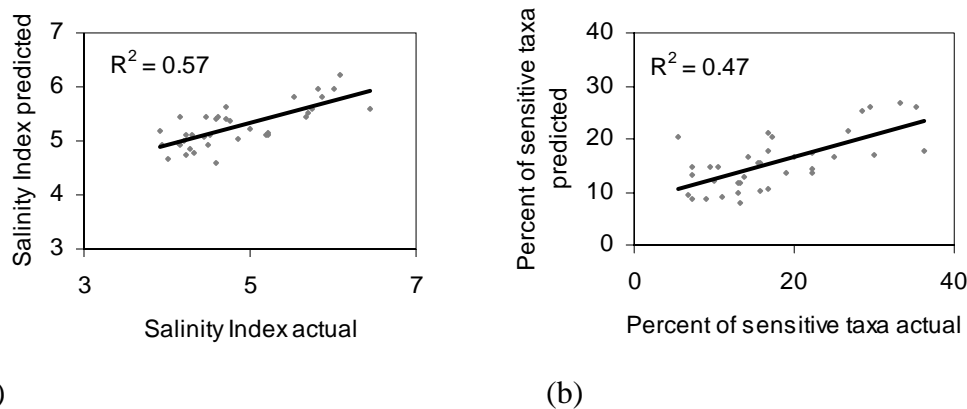 Salinity Index predicted
7
6
5
4
3
R² = 0.57
3 5 7
Salinity Index actual
)
Percent of sensitive taxa
predicted
40
30
20
10
0
R² = 0.47
0 20 40
Percent of sensitive taxa actual
(b)